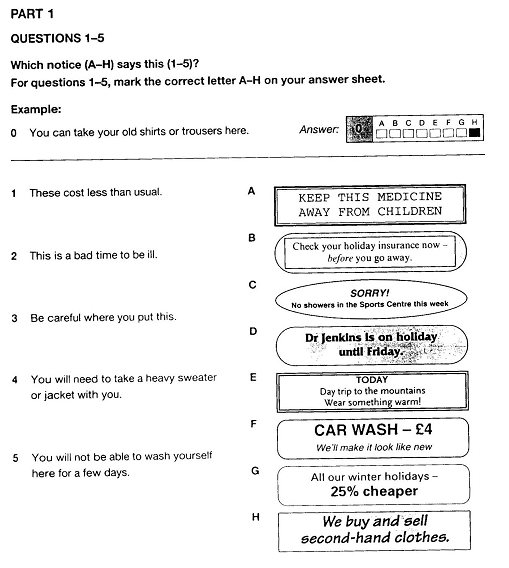 PART 1
QUESTIONS 1–5
Which notice (A–H) says this (1–5)?
For questions 1–5, mark the correct letter A–H on your answer sheet.
Example:
0 You can take your old shirts or trousers here.
Answer:
0
A B C D E F G H
1 These cost less than usual.
2 This is a bad time to be ill.
3 Be careful where you put this.
4 You will need to take a heavy sweater
or jacket with you.
5 You will not be able to wash yourself
here for a few days.
A
KEEP THIS MEDICINE
AWAY FROM CHILDREN
B
Check your holiday insurance now –
before you go away.
C
SORRY!
No showers in the Sports Centre this week
D
Dr Jenkins is on holiday
until Friday.
E
TODAY
Day trip to the mountains
Wear something warm!
F
CAR WASH – £4
We'll make it look like new
G
All our winter holidays –
25% cheaper
H
We buy and sell
second-hand clothes.